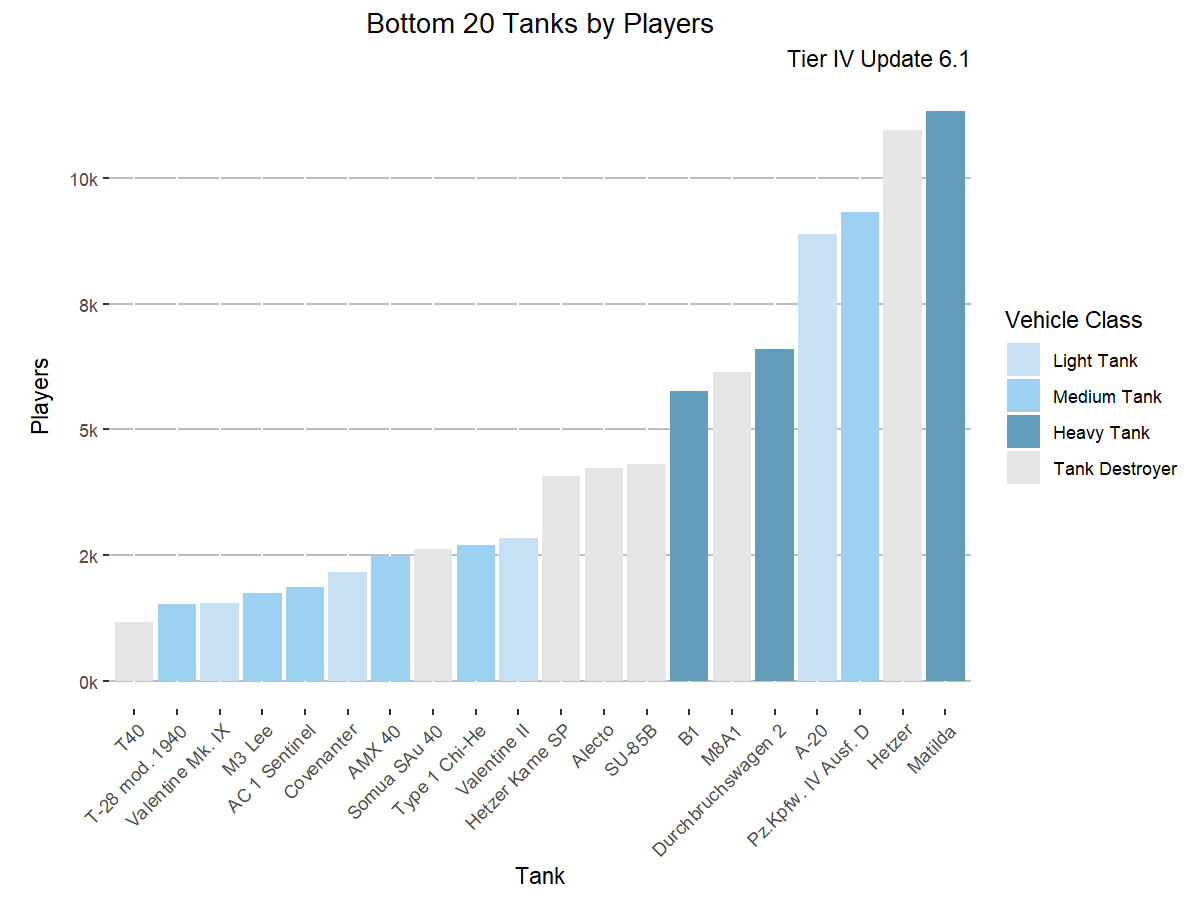 Bottom 20 Tanks by Players
Tier IV Update 6.1
10k
8k
5k
2k
0k
Players
T40
T-28 mod. 1940
Valentine Mk. IX
M3 Lee
AC 1 Sentinel
Covenanter
AMX 40
Somua SAu 40
Type 1 Chi-He
Valentine II
Hetzer Kame SP
Alecto
SU-85B
B1
M8A1
Durchbruchswagen 2
A-20
Pz.Kpfw. IV Ausf. D
Hetzer
Matilda
Tank
Vehicle Class
Light Tank
Medium Tank
Heavy Tank
Tank Destroyer